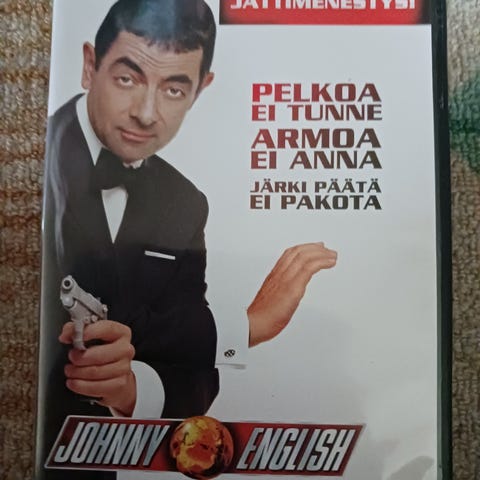 JÄTTIMENESTYS!
PELKOA
EI TUNNE
ARMOA
EI ANNA
JÄRKI PÄÄTÄ
EI PAKOTA
JOHNNY ENGLISH